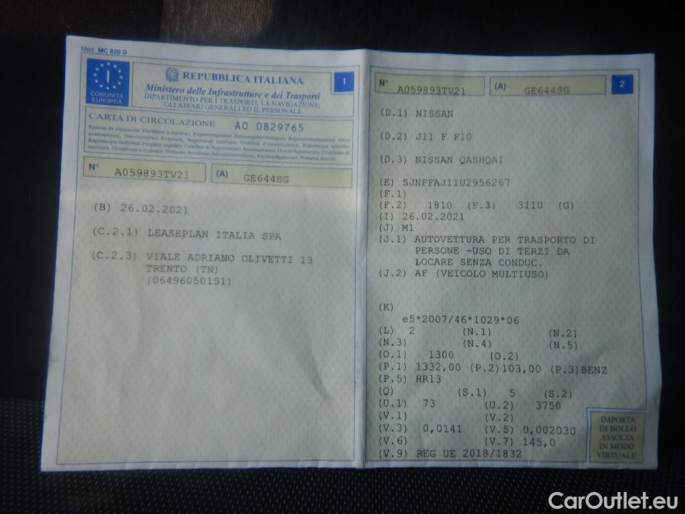 Mod. MC 820 D
REPUBBLICA ITALIANA
1
Ministero delle Infrastrutture e dei Trasporti
DIPARTIMENTO PER I TRASPORTI, LA NAVIGAZIONE,
GLI AFFARI GENERALI ED IL PERSONALE
I
COMUNITÀ
EUROPEA
CARTA DI CIRCOLAZIONE AO 0829765
N° A059893TV21 (A) GE644SG
(B) 26.02.2021
(C.2.1) LEASEPLAN ITALIA SPA
(C.2.3) VIALE ADRIANO OLIVETTI 13
TRENTO (TN)
(06496050151)
N° A059893TV21 (A) GE644SG 2
(D.1) NISSAN
(D.2) J11 F F10
(D.3) NISSAN QASHQAI
(E) SJNFFAJ11U2956267
(F.1)
(F.2) 1810 (F.3) 3110 (G)
(I) 26.02.2021
(J) M1
(J.1) AUTOVETTURA PER TRASPORTO DI
PERSONE -USO DI TERZI DA
LOCARE SENZA CONDUC.
(J.2) AF (VEICOLO MULTIUSO)
(K)
e5*2007/46*1029*06
(L) 2 (N.1) (N.2)
(N.3) (N.4) (N.5)
(O.1) 1300 (O.2)
(P.1) 1332,00 (P.2)103,00 (P.3)BENZ
(P.5) HR13
(Q) (S.1) 5 (S.2)
(U.1) 73 (U.2) 3750
(V.1) (V.2)
(V.3) 0,0141 (V.5) 0,002030
(V.6) (V.7) 145,0
(V.9) REG UE 2018/1832
IMPOSTA
DI BOLLO
ASSOLTA
IN MODO
VIRTUALE
CarOutlet.eu